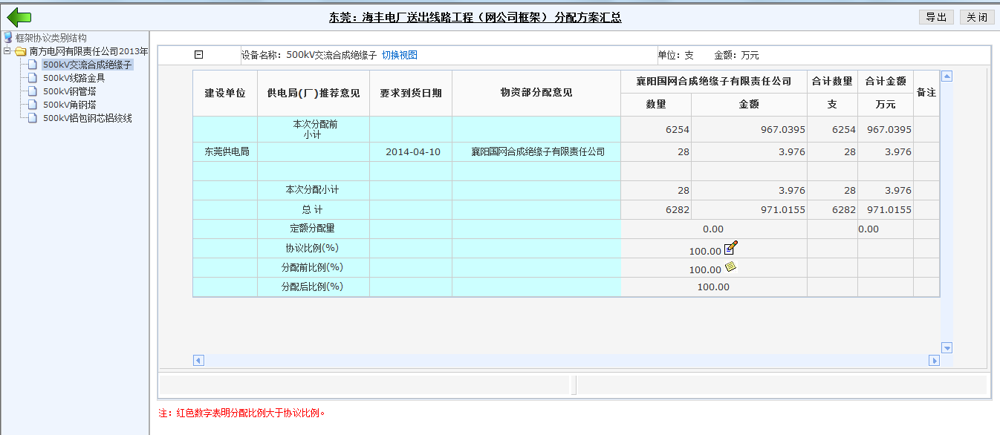 东莞：海丰电厂送出线路工程（网公司框架） 分配方案汇总
导出 关闭
框架协议类别结构
南方电网有限责任公司2013年
500kV交流合成绝缘子
500kV线路金具
500kV钢管塔
500kV角钢塔
500kV铝包钢芯铝绞线
设备名称：500kV交流合成绝缘子 切换视图 单位：支 金额：万元
建设单位 供电局(厂)推荐意见 要求到货日期 物资部分配意见 襄阳国网合成绝缘子有限责任公司 合计数量 合计金额 备注
数量 金额 支 万元
本次分配前
小计 6254 967.0395 6254 967.0395
东莞供电局 2014-04-10 襄阳国网合成绝缘子有限责任公司 28 3.976 28 3.976
本次分配小计 28 3.976 28 3.976
总 计 6282 971.0155 6282 971.0155
定额分配量 0.00 0.00
协议比例(%) 100.00
分配前比例(%) 100.00
分配后比例(%) 100.00
注：红色数字表明分配比例大于协议比例。